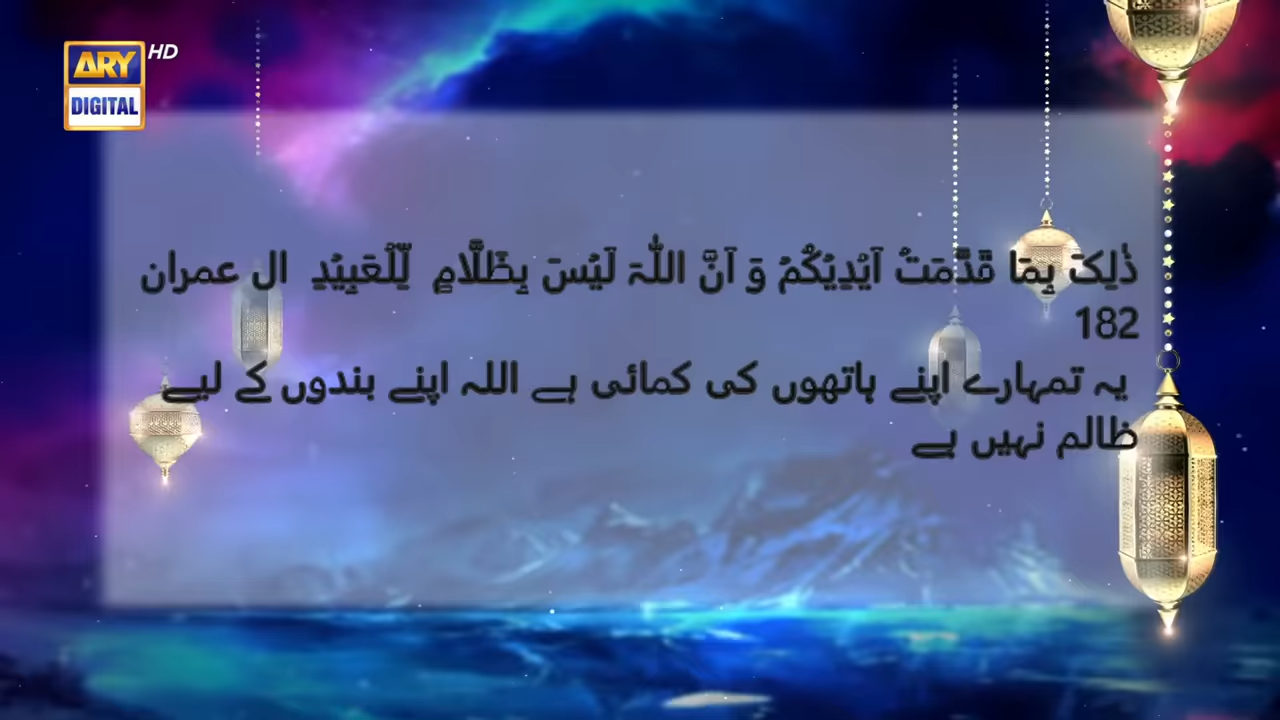 ARY HD
DIGITAL
ذٰلِکَ بِمَا قَدَّمَتۡ اَیۡدِیۡکُمۡ وَ اَنَّ اللّٰہَ لَیۡسَ بِظَلَّامٍ لِّلۡعَبِیۡدِ ال عمران
182
یہ تمہارے اپنے ہاتھوں کی کمائی ہے اللہ اپنے بندوں کے لیے
ظالم نہیں ہے